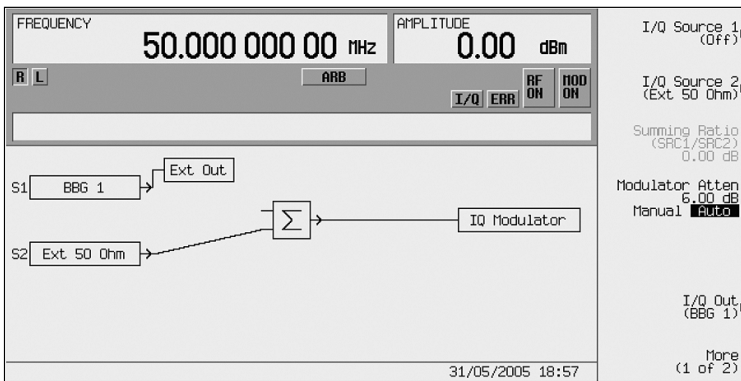 FREQUENCY
50.000 000 00 MHz
AMPLITUDE
0.00 dBm
R L
ARB
I/Q ERR
RF ON
MOD ON
S1 BBG 1
Ext Out
Σ
IQ Modulator
S2 Ext 50 Ohm
31/05/2005 18:57
I/Q Source 1
(Off)
I/Q Source 2
(Ext 50 Ohm)
Summing Ratio
(SRC1/SRC2)
0.00 dB
Modulator Atten
6.00 dB
Manual Auto
I/Q Out
(BBG 1)
More
(1 of 2)